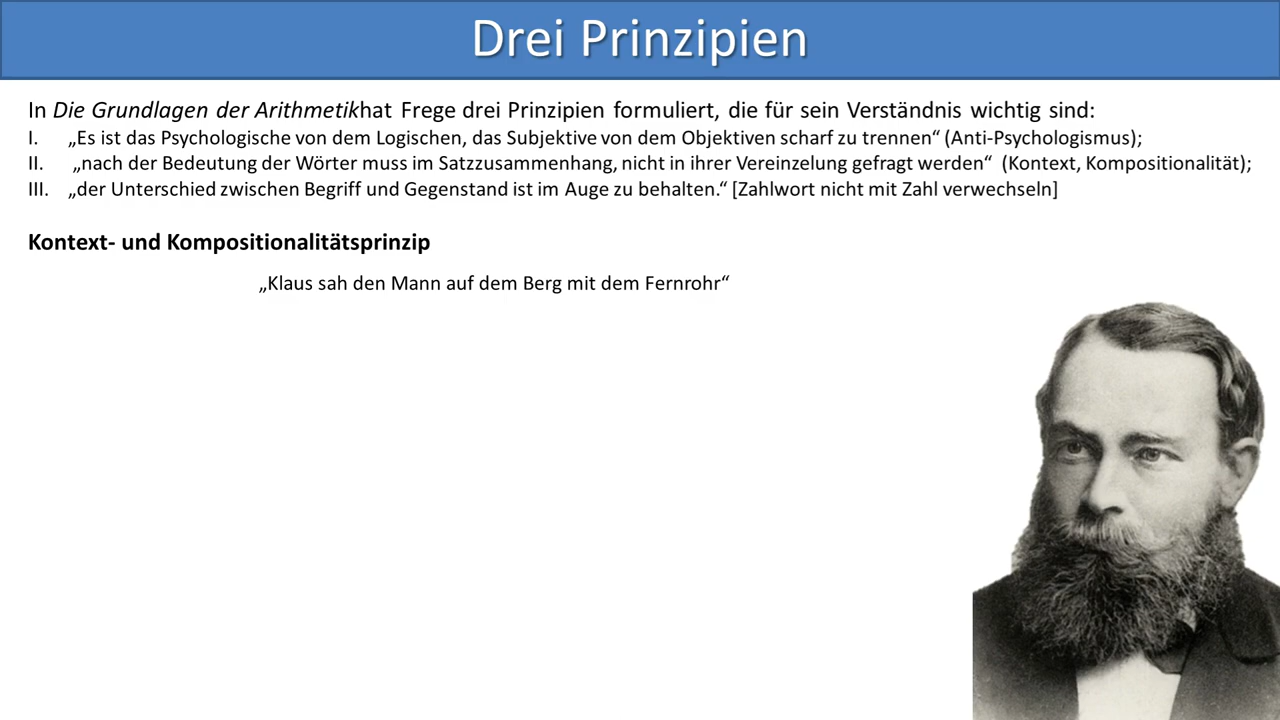 Drei Prinzipien
In Die Grundlagen der Arithmetikhat Frege drei Prinzipien formuliert, die für sein Verständnis wichtig sind:
I. „Es ist das Psychologische von dem Logischen, das Subjektive von dem Objektiven scharf zu trennen“ (Anti-Psychologismus);
II. „nach der Bedeutung der Wörter muss im Satzzusammenhang, nicht in ihrer Vereinzelung gefragt werden“ (Kontext, Kompositionalität);
III. „der Unterschied zwischen Begriff und Gegenstand ist im Auge zu behalten.“ [Zahlwort nicht mit Zahl verwechseln]
Kontext- und Kompositionalitätsprinzip
„Klaus sah den Mann auf dem Berg mit dem Fernrohr“